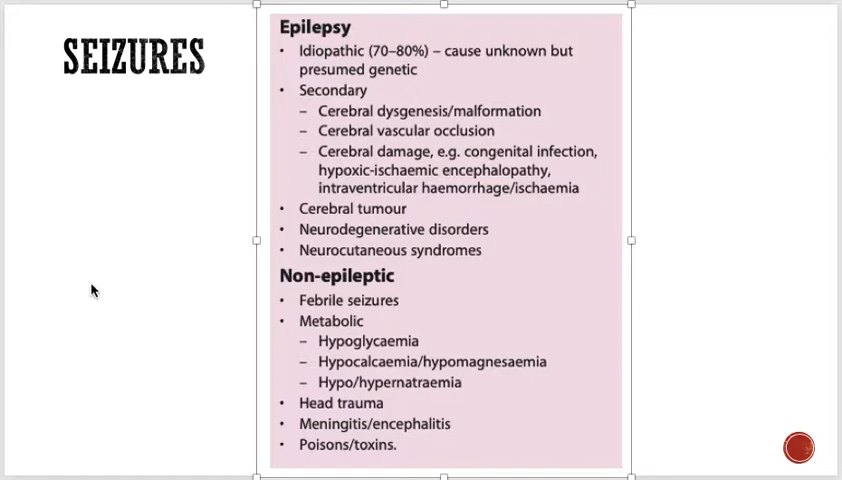 SEIZURES
Epilepsy
• Idiopathic (70–80%) – cause unknown but
presumed genetic
• Secondary
– Cerebral dysgenesis/malformation
– Cerebral vascular occlusion
– Cerebral damage, e.g. congenital infection,
hypoxic-ischaemic encephalopathy,
intraventricular haemorrhage/ischaemia
• Cerebral tumour
• Neurodegenerative disorders
• Neurocutaneous syndromes
Non-epileptic
• Febrile seizures
• Metabolic
– Hypoglycaemia
– Hypocalcaemia/hypomagnesaemia
– Hypo/hypernatraemia
• Head trauma
• Meningitis/encephalitis
• Poisons/toxins.